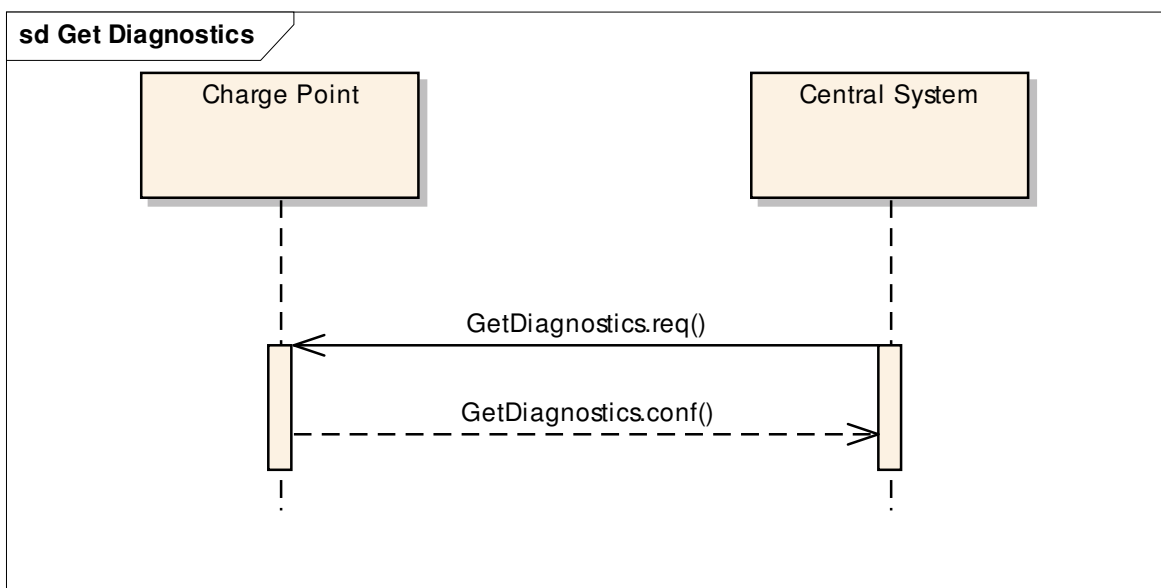 sd Get Diagnostics
Charge Point
Central System
GetDiagnostics.req()
GetDiagnostics.conf()